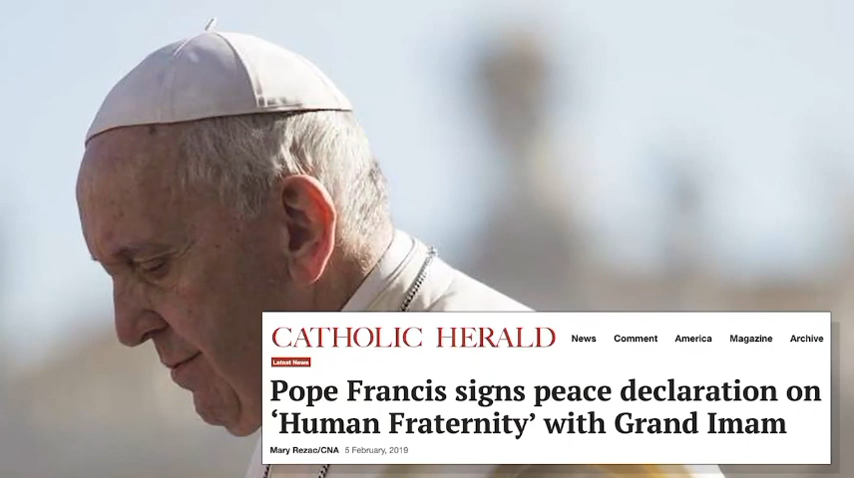 CATHOLIC HERALD News Comment America Magazine Archive
Latest News
Pope Francis signs peace declaration on
‘Human Fraternity’ with Grand Imam
Mary Rezac/CNA 5 February, 2019